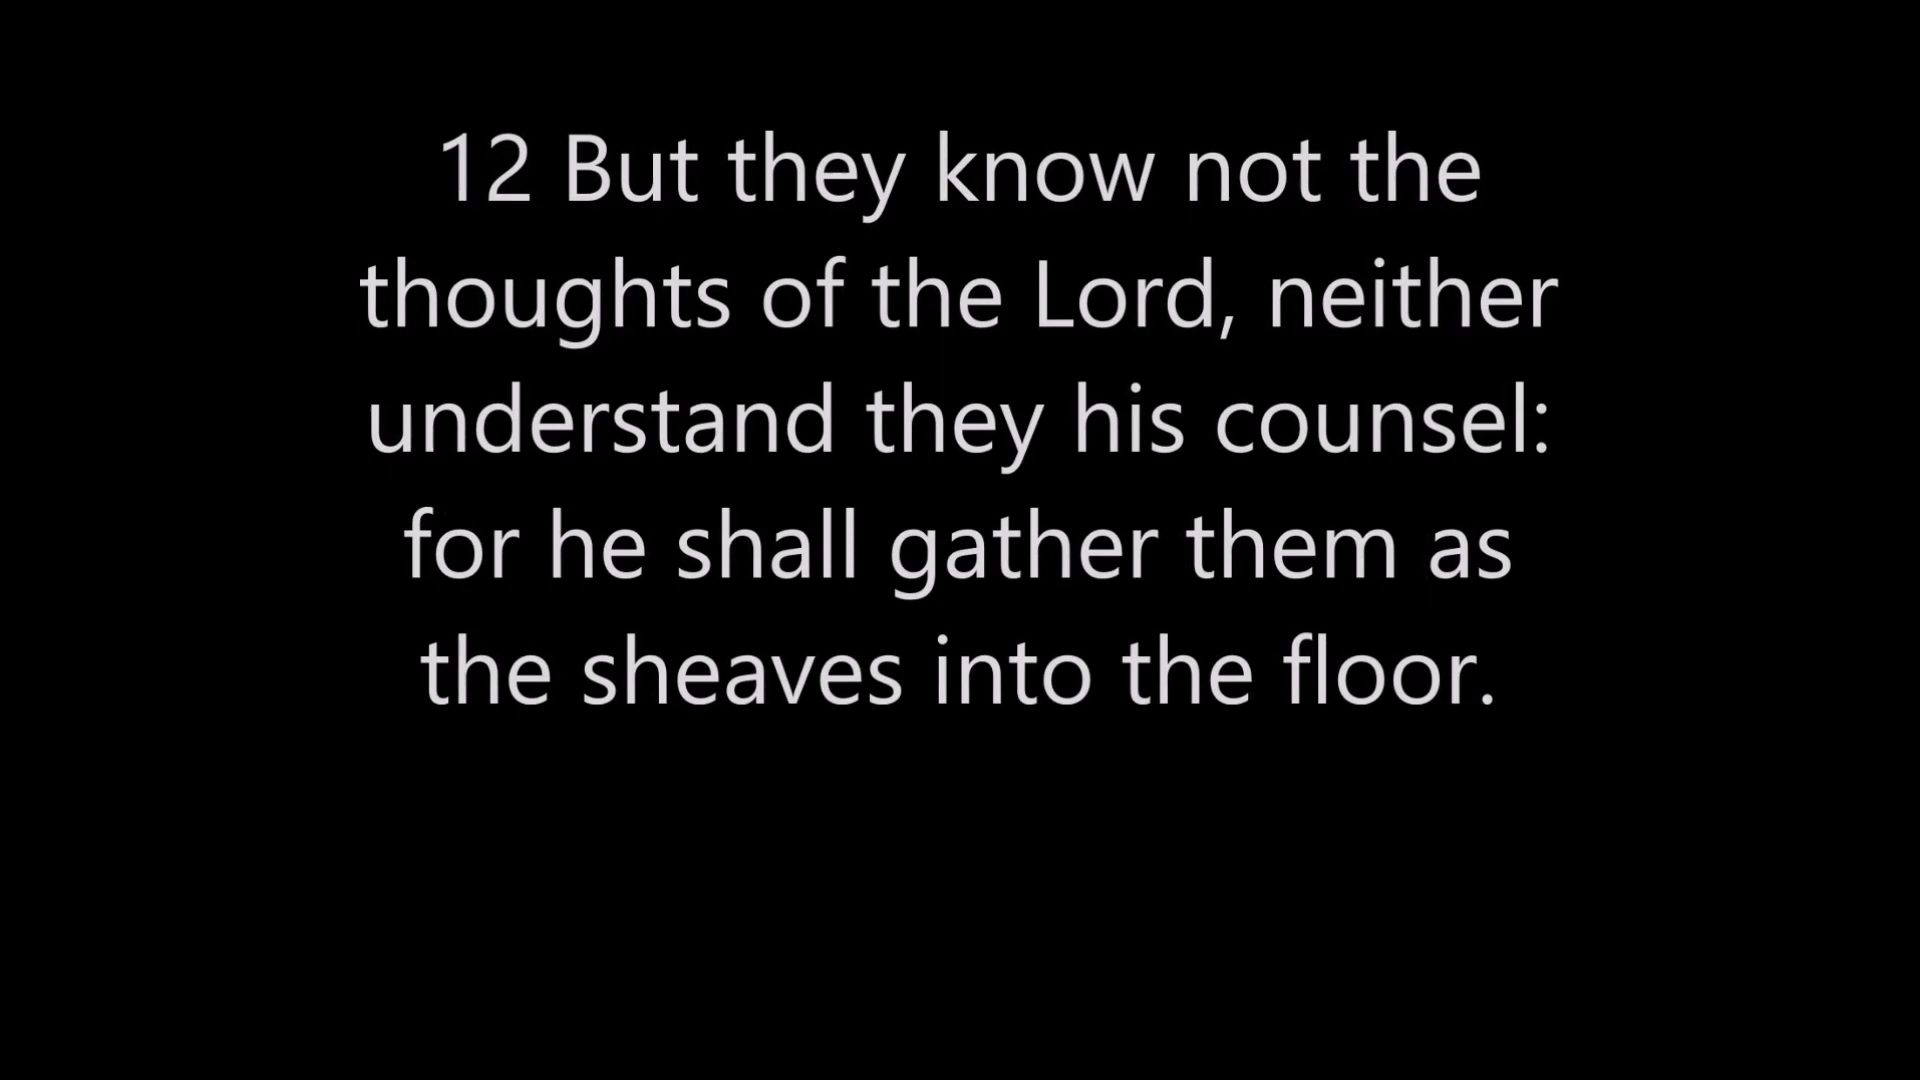 12 But they know not the
thoughts of the Lord, neither
understand they his counsel:
for he shall gather them as
the sheaves into the floor.